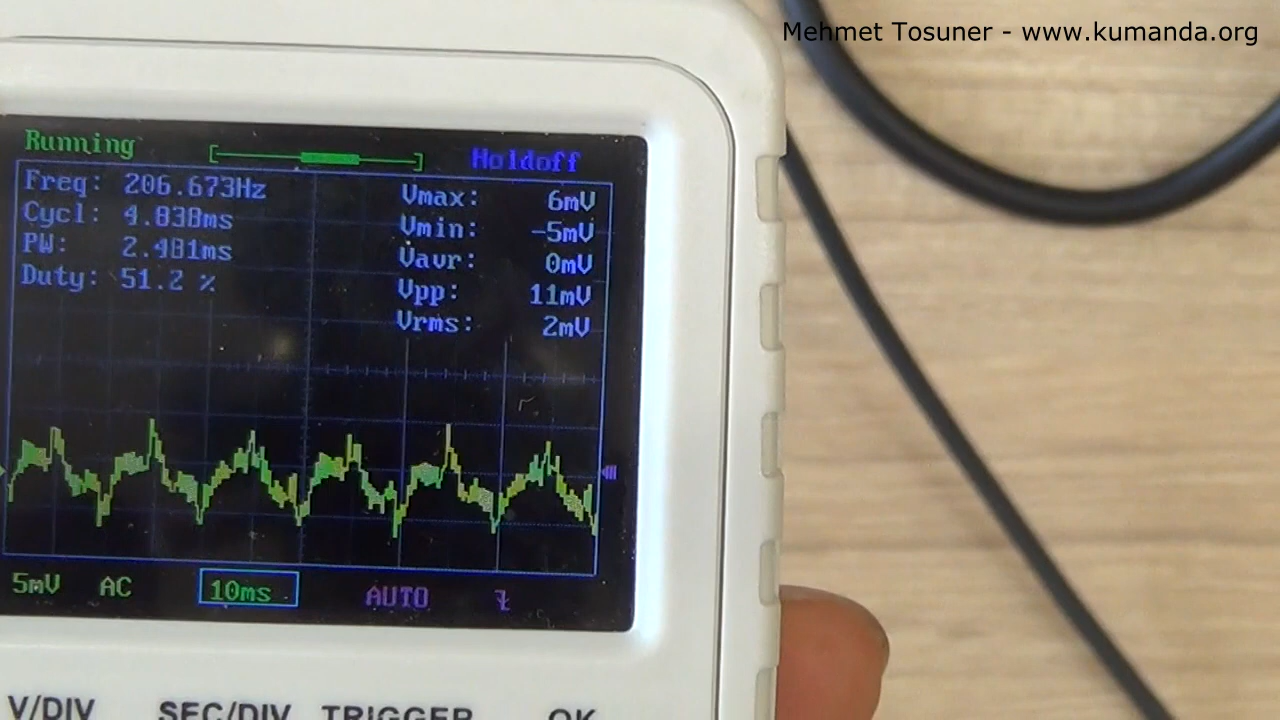 Mehmet Tosuner - www.kumanda.org
Running
Holdoff
Freq: 206.673Hz
Cycl: 4.838ms
PW: 2.481ms
Duty: 51.2 %
Vmax: 6mV
Vmin: -5mV
Vavr: 0mV
Vpp: 11mV
Vrms: 2mV
5mV AC 10ms AUTO
V/DIV SEC/DIV TRIGGER OK